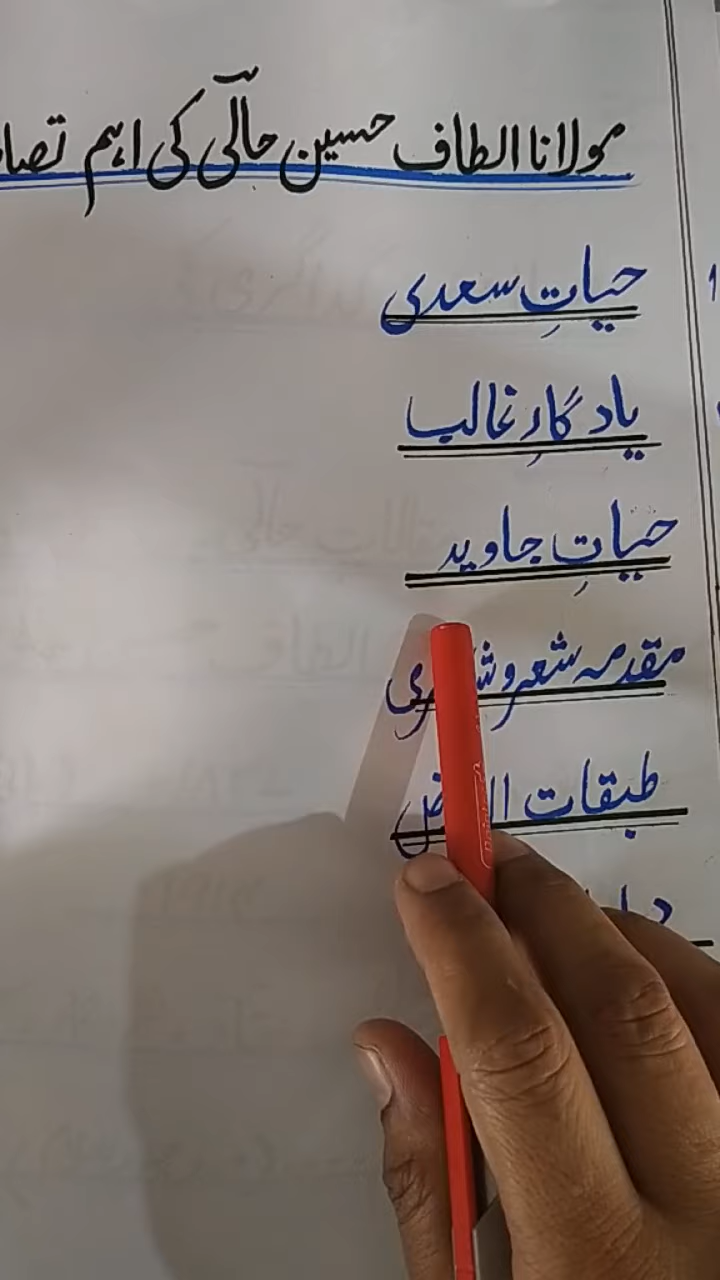 مولانا الطاف حسین حالیؔ کی اہم
حیاتِ سعدی
یادگارِ غالب
حیاتِ جاوید
مقدمہ شعر و
طبقات